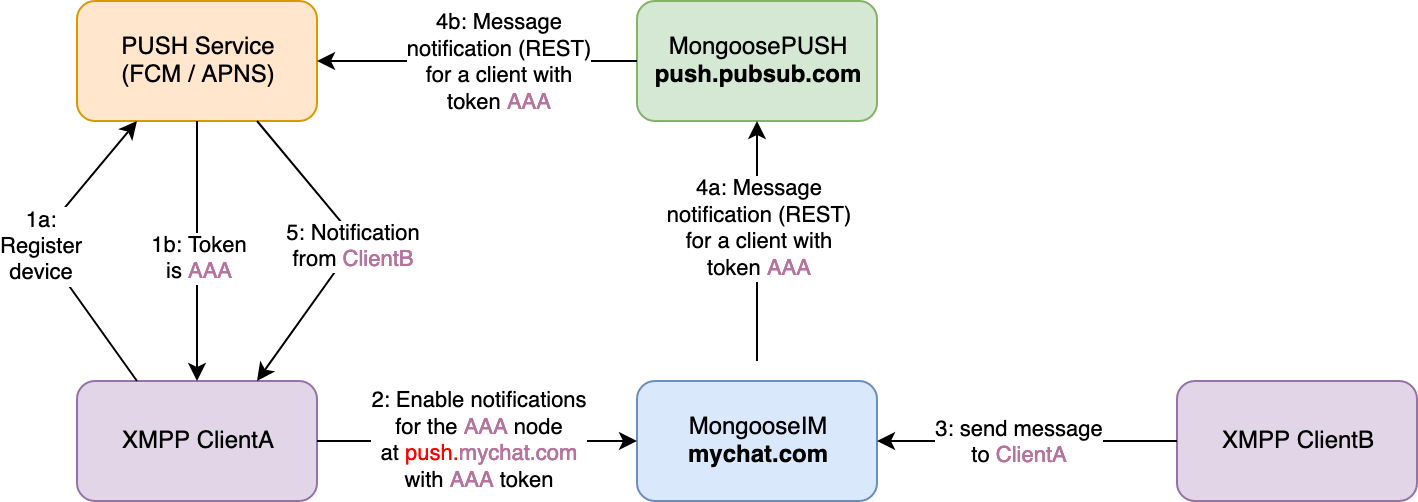 PUSH Service
(FCM / APNS)
4b: Message
notification (REST)
for a client with
token AAA
MongoosePUSH
push.pubsub.com
1a:
Register
device
1b: Token
is AAA
5: Notification
from ClientB
4a: Message
notification (REST)
for a client with
token AAA
XMPP ClientA
2: Enable notifications
for the AAA node
at push.mychat.com
with AAA token
MongooseIM
mychat.com
3: send message
to ClientA
XMPP ClientB